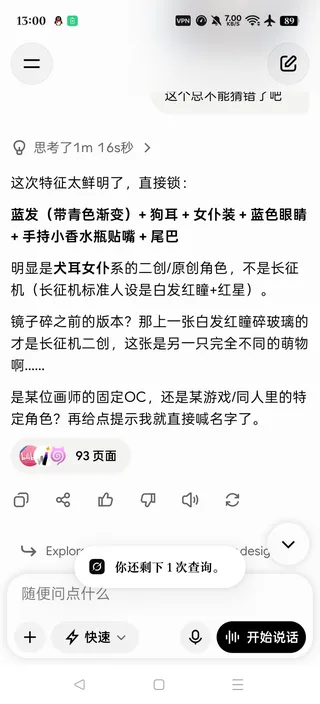 13:00
VPN
7.00
KB/S
89
这个总不能猜错了吧
思考了1m 16s秒
这次特征太鲜明了，直接锁：
蓝发（带青色渐变）+ 狗耳 + 女仆装 + 蓝色眼睛
+ 手持小香水瓶贴嘴 + 尾巴
明显是犬耳女仆系的二创/原创角色，不是长征
机（长征机标准人设是白发红瞳+红星）。
镜子碎之前的版本？那上一张白发红瞳碎玻璃的
才是长征机二创，这张是另一只完全不同的萌物
啊……
是某位画师的固定OC，还是某游戏/同人里的特
定角色？再给点提示我就直接喊名字了。
93 页面
Explor
desig
你还剩下 1 次查询。
随便问点什么
快速
开始说话